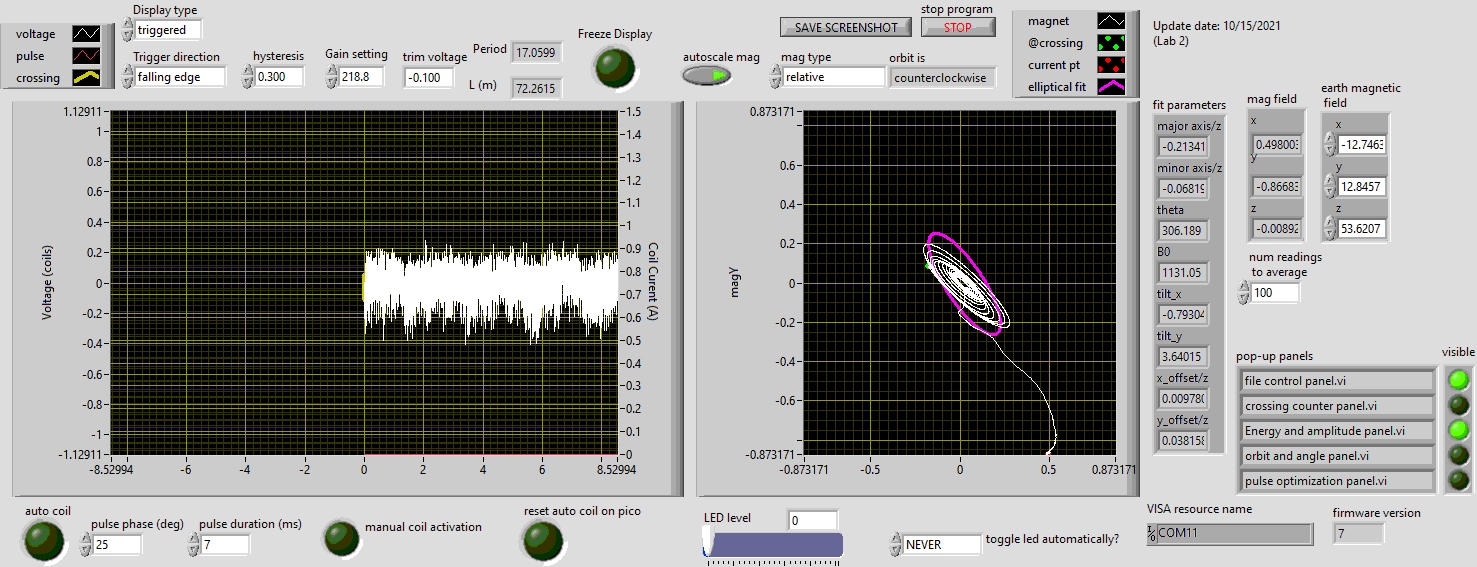 voltage
pulse
crossing
Display type
triggered
Trigger direction
falling edge
hysteresis
0.300
Gain setting
218.8
trim voltage
-0.100
Period
17.0599
L (m)
72.2615
Freeze Display
autoscale mag
SAVE SCREENSHOT
stop program
STOP
mag type
relative
orbit is
counterclockwise
magnet
@crossing
current pt
elliptical fit
Update date: 10/15/2021
(Lab 2)
1.12911
1
0.8
0.6
0.4
0.2
0
-0.2
-0.4
-0.6
-0.8
-1
-1.12911
Voltage (coils)
-8.52994
-6
-4
-2
0
2
4
6
8.52994
1.5
1.4
1.3
1.2
1.1
1
0.9
0.8
0.7
0.6
0.5
0.4
0.3
0.2
0.1
0
Coil Current (A)
0.873171
0.6
0.4
0.2
0
-0.2
-0.4
-0.6
-0.873171
magY
-0.873171
-0.5
0
0.5
0.873171
fit parameters
major axis/z
-0.21341
minor axis/z
-0.06819
theta
306.189
B0
1131.05
tilt_x
-0.79304
tilt_y
3.64015
x_offset/z
0.00978
y_offset/z
0.038158
mag field
x
0.498003
y
-0.86683
z
-0.00892
earth magnetic
field
x
-12.7463
y
12.8457
z
53.6207
num readings
to average
100
pop-up panels
visible
file control panel.vi
crossing counter panel.vi
Energy and amplitude panel.vi
orbit and angle panel.vi
pulse optimization panel.vi
auto coil
pulse phase (deg)
25
pulse duration (ms)
7
manual coil activation
reset auto coil on pico
LED level
0
NEVER
toggle led automatically?
VISA resource name
COM11
firmware version
7